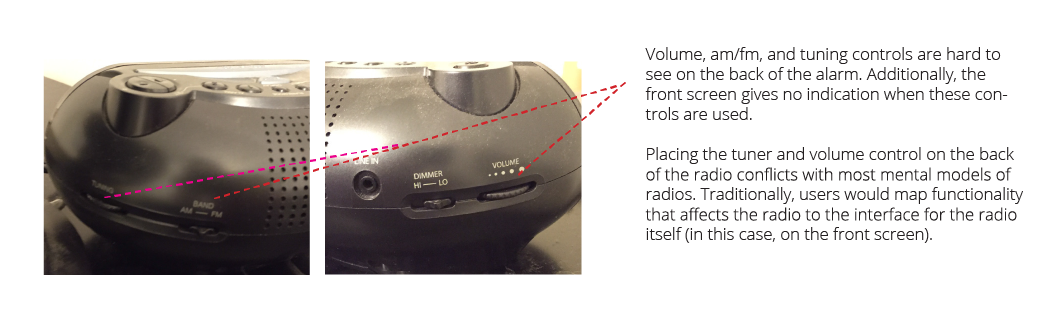 TUNING
BAND
AM — FM
LINE IN
DIMMER
HI — LO
VOLUME
Volume, am/fm, and tuning controls are hard to
see on the back of the alarm. Additionally, the
front screen gives no indication when these con-
trols are used.
Placing the tuner and volume control on the back
of the radio conflicts with most mental models of
radios. Traditionally, users would map functionality
that affects the radio to the interface for the radio
itself (in this case, on the front screen).